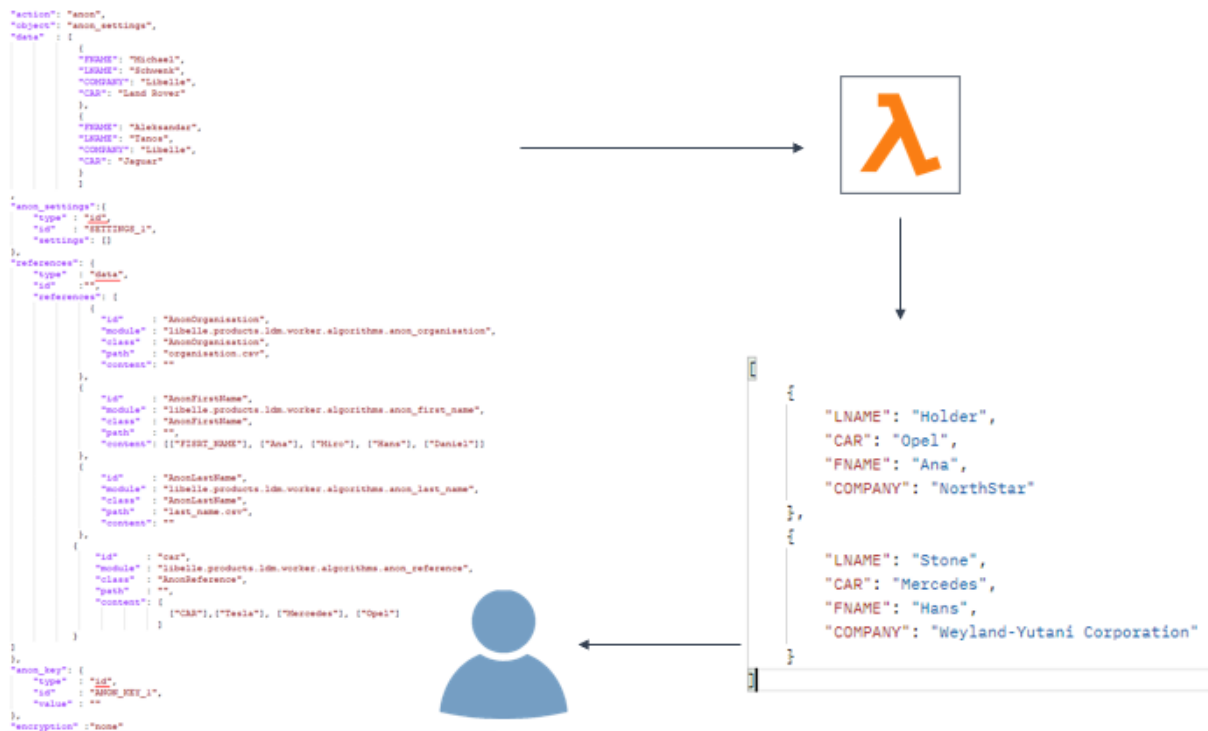 "action": "anon",
"object": "anon_settings",
"data" : [
{
"FNAME": "Michael",
"LNAME": "Schwenk",
"COMPANY": "Libelle",
"CAR": "Land Rover"
},
{
"FNAME": "Aleksandar",
"LNAME": "Tanos",
"COMPANY": "Libelle",
"CAR": "Jaguar"
}
]
,
"anon_settings":{
"type" : "id",
"id" : "SETTINGS_1",
"settings": []
},
"references": {
"type" : "data",
"id" :"",
"references": [
{
"id" : "AnonOrganisation",
"module" : "libelle.products.ldm.worker.algorithms.anon_organisation",
"class" : "AnonOrganisation",
"path" : "organisation.csv",
"content": ""
},
{
"id" : "AnonFirstName",
"module" : "libelle.products.ldm.worker.algorithms.anon_first_name",
"class" : "AnonFirstName",
"path" : "",
"content": [["FIRST_NAME"], ["Ana"], ["Miro"], ["Hans"], ["Daniel"]]
},
{
"id" : "AnonLastName",
"module" : "libelle.products.ldm.worker.algorithms.anon_last_name",
"class" : "AnonLastName",
"path" : "last_name.csv",
"content": ""
},
{
"id" : "car",
"module" : "libelle.products.ldm.worker.algorithms.anon_reference",
"class" : "AnonReference",
"path" : "",
"content": [
["CAR"],["Tesla"], ["Mercedes"], ["Opel"]
]
}
]
},
"anon_key": {
"type" : "id",
"id" : "ANON_KEY_1",
"value" : ""
},
"encryption" :"none"
λ
[
{
"LNAME": "Holder",
"CAR": "Opel",
"FNAME": "Ana",
"COMPANY": "NorthStar"
},
{
"LNAME": "Stone",
"CAR": "Mercedes",
"FNAME": "Hans",
"COMPANY": "Weyland-Yutani Corporation"
}
]